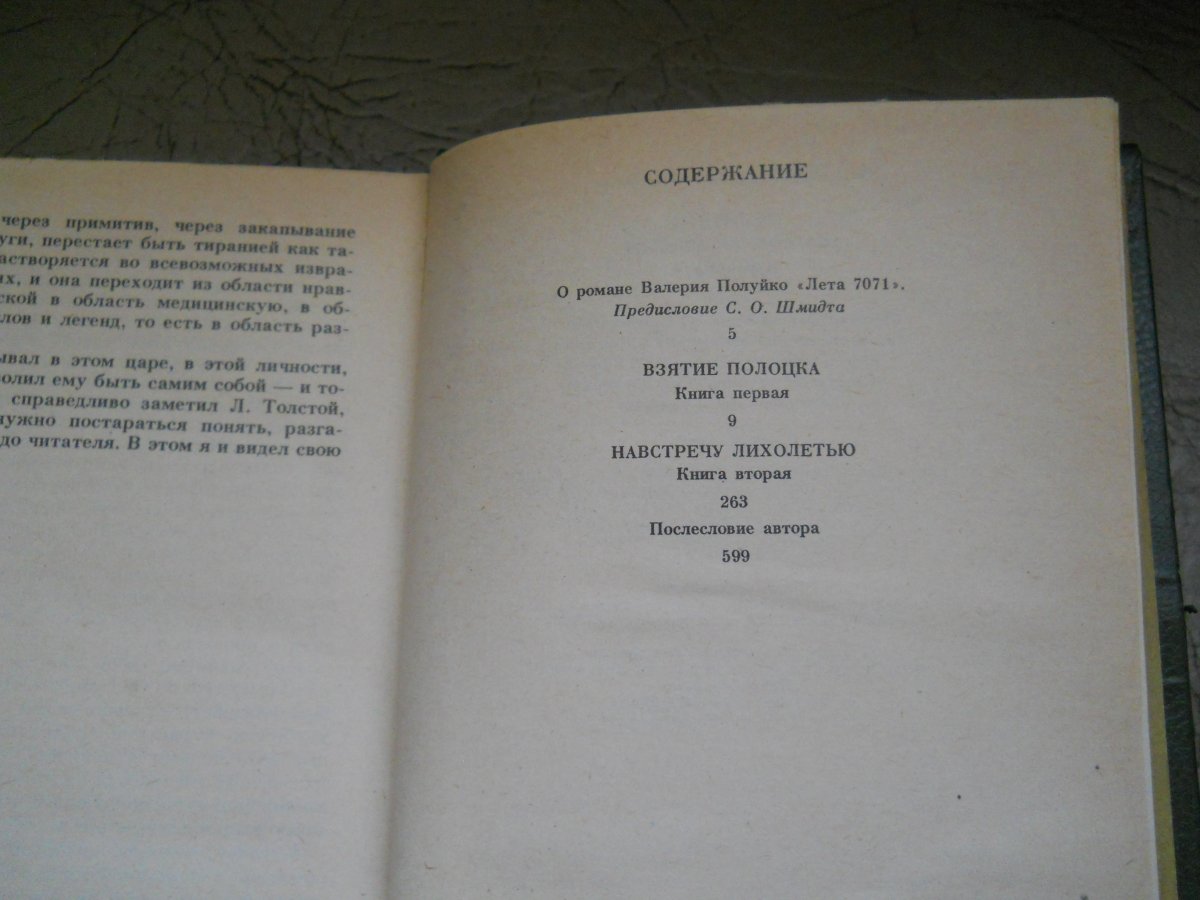 через примитив, через закапывание
уги, перестает быть тиранией как та-
астворяется во всевозможных извра-
их, и она переходит из области нрав-
ской в область медицинскую, в об-
лов и легенд, то есть в область раз-
ывал в этом царе, в этой личности,
олил ему быть самим собой — и то-
справедливо заметил Л. Толстой,
нужно постараться понять, разга-
до читателя. В этом я и видел свою
СОДЕРЖАНИЕ
О романе Валерия Полуйко «Лета 7071».
Предисловие С. О. Шмидта
5
ВЗЯТИЕ ПОЛОЦКА
Книга первая
9
НАВСТРЕЧУ ЛИХОЛЕТЬЮ
Книга вторая
263
Послесловие автора
599